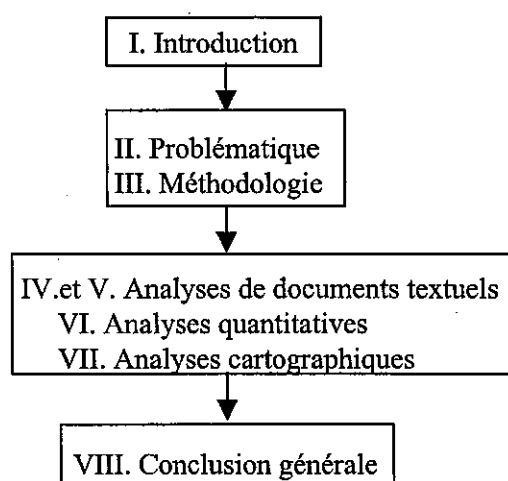 I. Introduction
II. Problématique
III. Méthodologie
IV.et V. Analyses de documents textuels
VI. Analyses quantitatives
VII. Analyses cartographiques
VIII. Conclusion générale